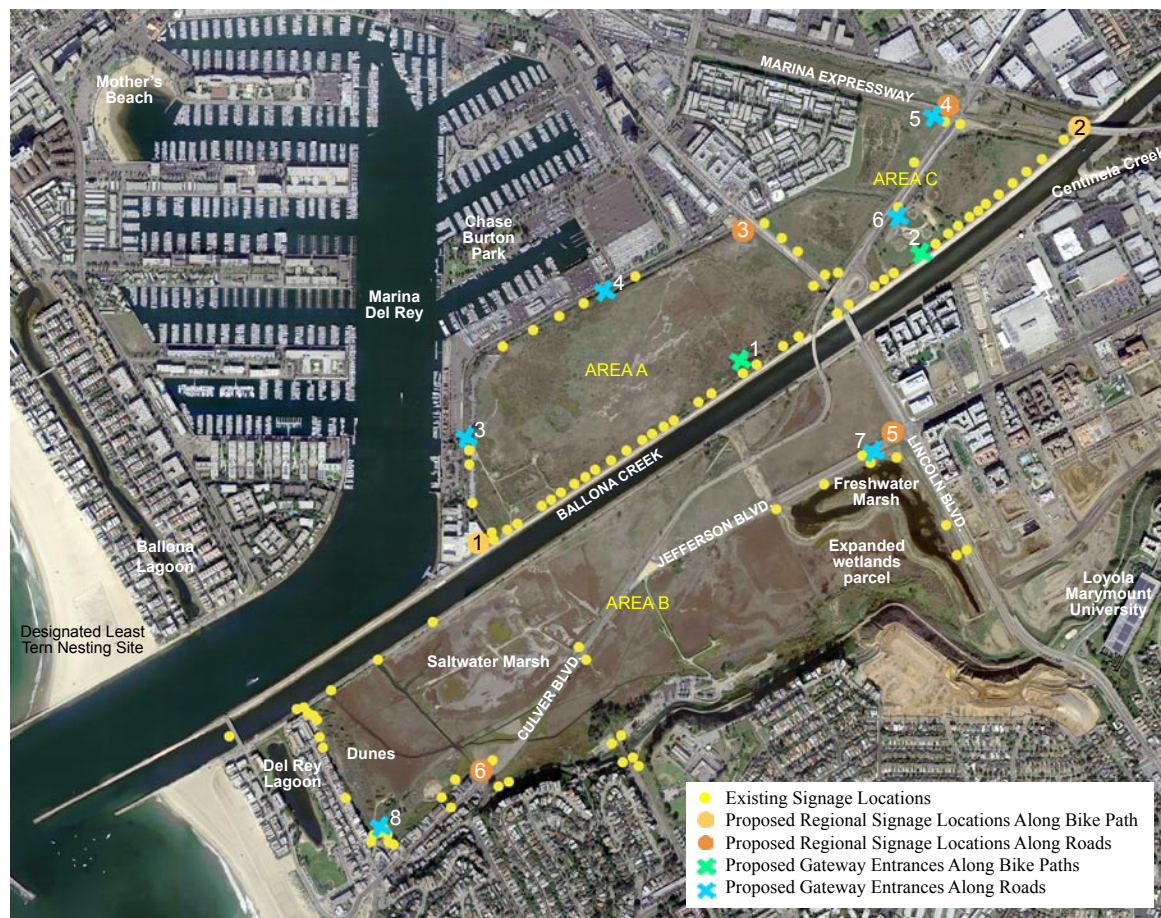 MARINA EXPRESSWAY
Mother's
Beach
4
5
2
Centinela Creek
AREA C
Chase
Burton
Park
6
3
2
Marina
Del Rey
4
1
AREA A
3
5
7
LINCOLN BLVD.
BALLONA CREEK
Freshwater
Marsh
JEFFERSON BLVD.
1
Expanded
wetlands
parcel
Ballona
Lagoon
Loyola
Marymount
University
AREA B
Designated Least
Tern Nesting Site
Saltwater Marsh
CULVER BLVD.
Dunes
Del Rey
Lagoon
6
8
Existing Signage Locations
Proposed Regional Signage Locations Along Bike Path
Proposed Regional Signage Locations Along Roads
Proposed Gateway Entrances Along Bike Paths
Proposed Gateway Entrances Along Roads